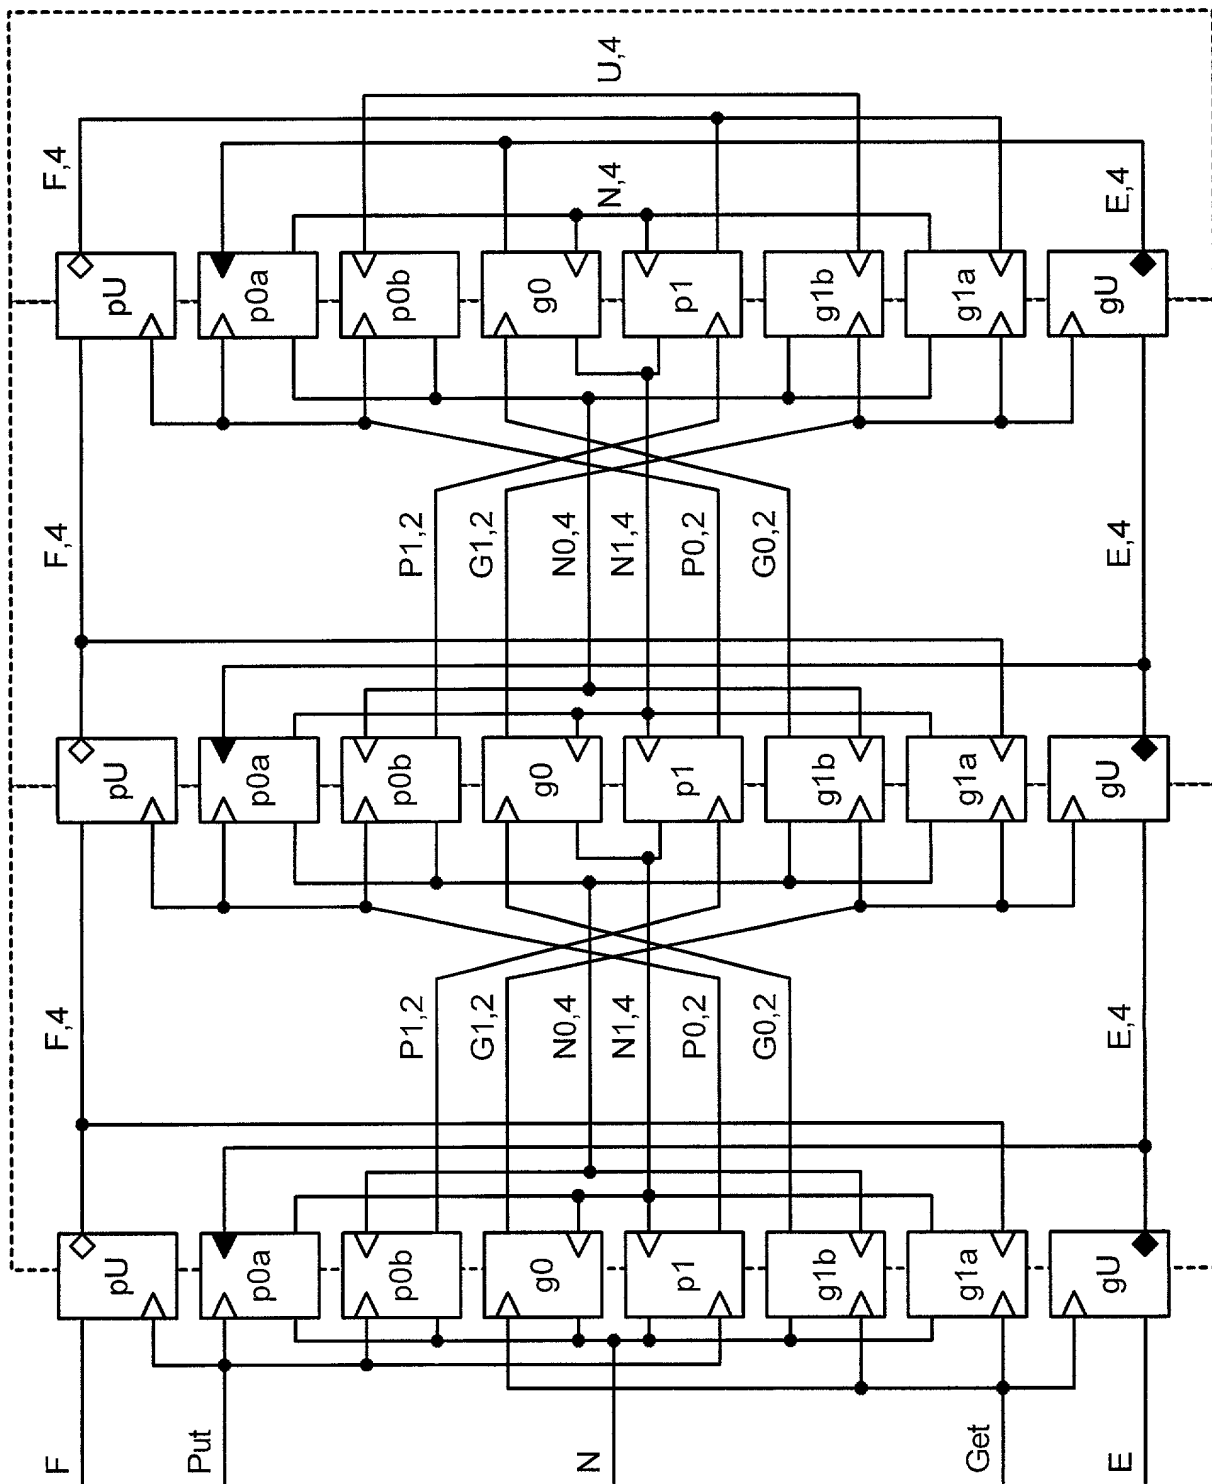 F,4
U,4
N,4
E,4
pU
p0a
p0b
g0
p1
g1b
g1a
gU
F,4
P1,2
G1,2
N0,4
N1,4
P0,2
G0,2
E,4
pU
p0a
p0b
g0
p1
g1b
g1a
gU
F,4
P1,2
G1,2
N0,4
N1,4
P0,2
G0,2
E,4
pU
p0a
p0b
g0
p1
g1b
g1a
gU
F
Put
N
Get
E